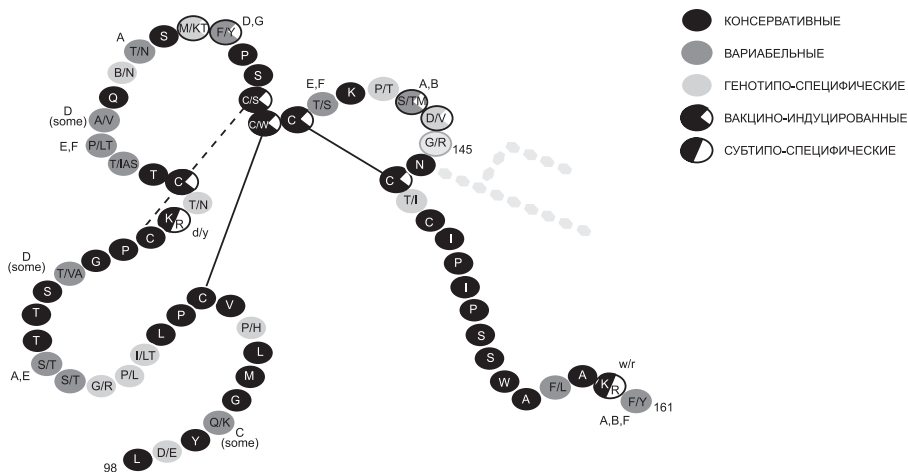 98
L
D/E
Y
Q/K
C
(some)
G
M
L
P/H
V
C
P
L
I/LT
P/L
G/R
S/T
S/T
A,E
T
T
S
D
(some)
T/VA
G
P
C
K
R
d/y
T/N
C
T
T/IAS
E,F
P/LT
D
(some)
A/V
Q
B/N
A
T/N
S
M/KT
D,G
F/Y
P
S
C/S
C/W
C
E,F
T/S
K
P/T
A,B
S/TM
D/V
G/R
145
N
C
T/I
C
I
P
I
P
S
S
W
A
F/L
A
w/r
K
R
A,B,F
F/Y
161
КОНСЕРВАТИВНЫЕ
ВАРИАБЕЛЬНЫЕ
ГЕНОТИПО-СПЕЦИФИЧЕСКИЕ
ВАКЦИНО-ИНДУЦИРОВАННЫЕ
СУБТИПО-СПЕЦИФИЧЕСКИЕ